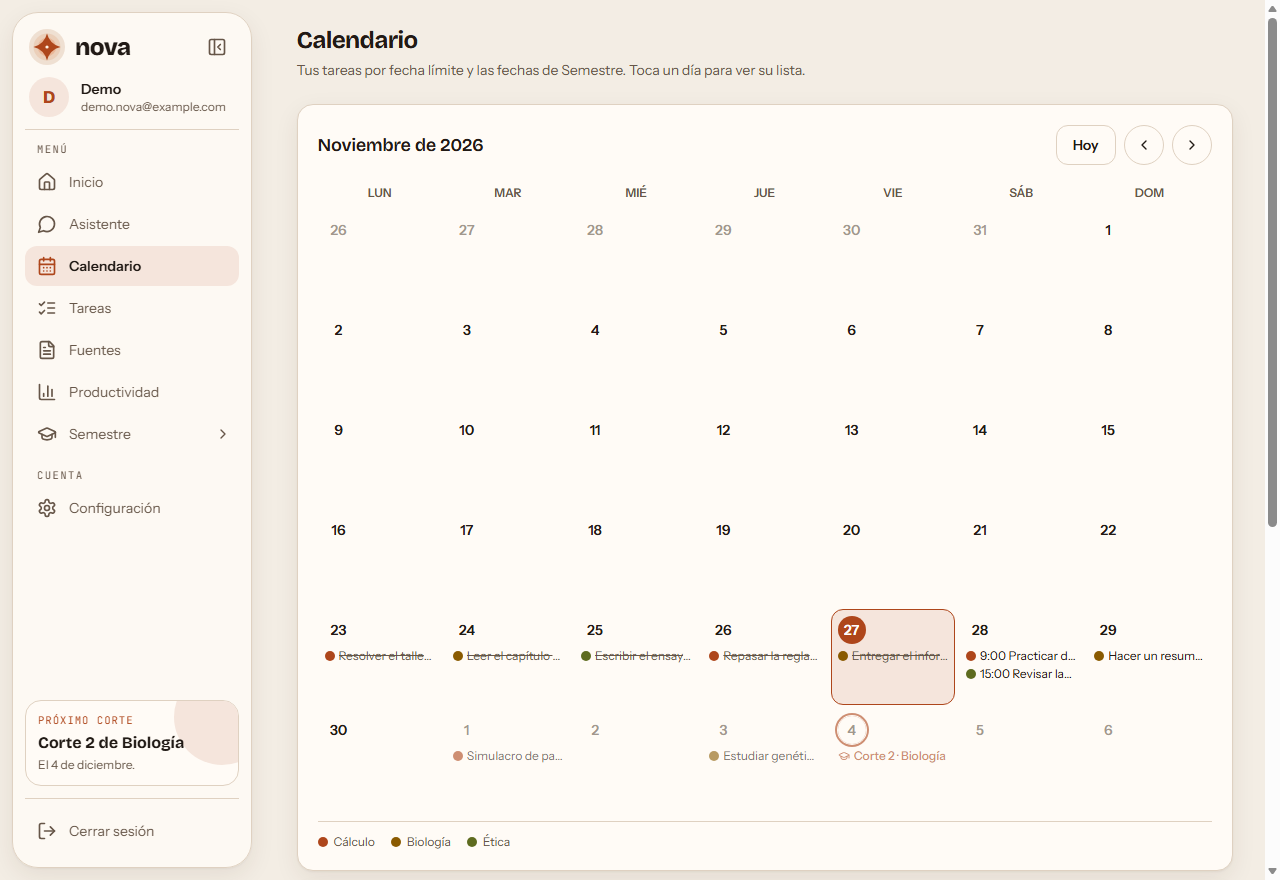 nova
D
Demo
demo.nova@example.com
MENÚ
Inicio
Asistente
Calendario
Tareas
Fuentes
Productividad
Semestre
CUENTA
Configuración
PRÓXIMO CORTE
Corte 2 de Biología
El 4 de diciembre.
Cerrar sesión
Calendario
Tus tareas por fecha límite y las fechas de Semestre. Toca un día para ver su lista.
Noviembre de 2026
Hoy
LUN MAR MIÉ JUE VIE SÁB DOM
26 27 28 29 30 31 1
2 3 4 5 6 7 8
9 10 11 12 13 14 15
16 17 18 19 20 21 22
23 24 25 26 27 28 29
Resolver el talle... Leer el capítulo ... Escribir el ensay... Repasar la regla... Entregar el infor... 9:00 Practicar d... Hacer un resum...
15:00 Revisar la...
30 1 2 3 4 5 6
Simulacro de pa... Estudiar genéti... Corte 2 · Biología
Cálculo Biología Ética